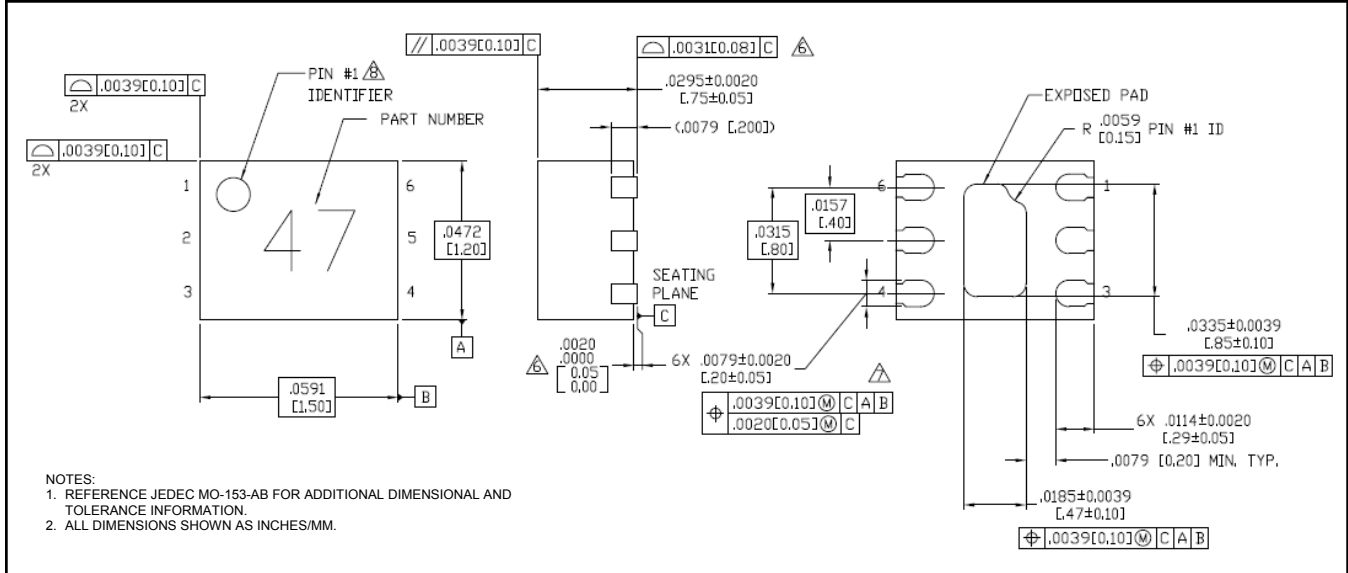 // .0039[0.10] C
⌓ .0031[0.08] C 6
⌓ .0039[0.10] C
2X
PIN #1 8
IDENTIFIER
PART NUMBER
.0295±0.0020
[.75±0.05]
(.0079 [.200])
EXPOSED PAD
R .0059
[0.15] PIN #1 ID
⌓ .0039[0.10] C
2X
1
2
3
47
6
5
4
.0472
[1.20]
A
.0591
[1.50]
B
SEATING
PLANE
C
6
.0020
.0000
[0.05
0.00]
6X .0079±0.0020
[.20±0.05]
7
⌖ .0039[0.10]Ⓜ C A B
.0020[0.05]Ⓜ C
.0315
[.80]
.0157
[.40]
6
4
1
3
.0335±0.0039
[.85±0.10]
⌖ .0039[0.10]Ⓜ C A B
6X .0114±0.0020
[.29±0.05]
.0079 [0.20] MIN. TYP.
.0185±0.0039
[.47±0.10]
⌖ .0039[0.10]Ⓜ C A B
NOTES:
1. REFERENCE JEDEC MO-153-AB FOR ADDITIONAL DIMENSIONAL AND
TOLERANCE INFORMATION.
2. ALL DIMENSIONS SHOWN AS INCHES/MM.